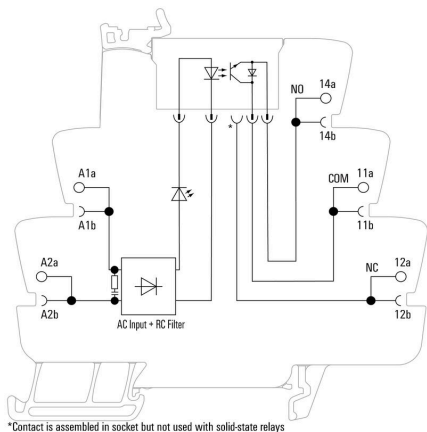 NO
14a
*
14b
A1a
COM
11a
A1b
11b
A2a
NC
12a
A2b
12b
AC Input + RC Filter
*Contact is assembled in socket but not used with solid-state relays